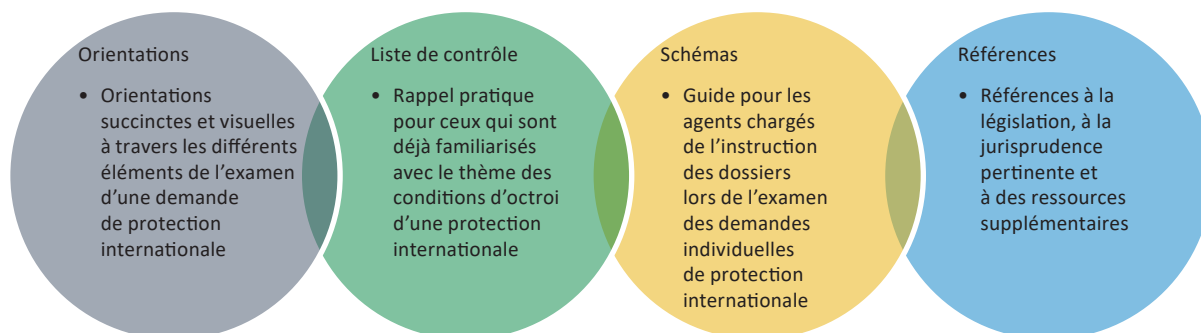 Orientations
• Orientations
succinctes et visuelles
à travers les différents
éléments de l'examen
d'une demande
de protection
internationale
Liste de contrôle
• Rappel pratique
pour ceux qui sont
déjà familiarisés
avec le thème des
conditions d'octroi
d'une protection
internationale
Schémas
• Guide pour les
agents chargés
de l'instruction
des dossiers
lors de l'examen
des demandes
individuelles
de protection
internationale
Références
• Références à la
législation, à la
jurisprudence
pertinente et
à des ressources
supplémentaires